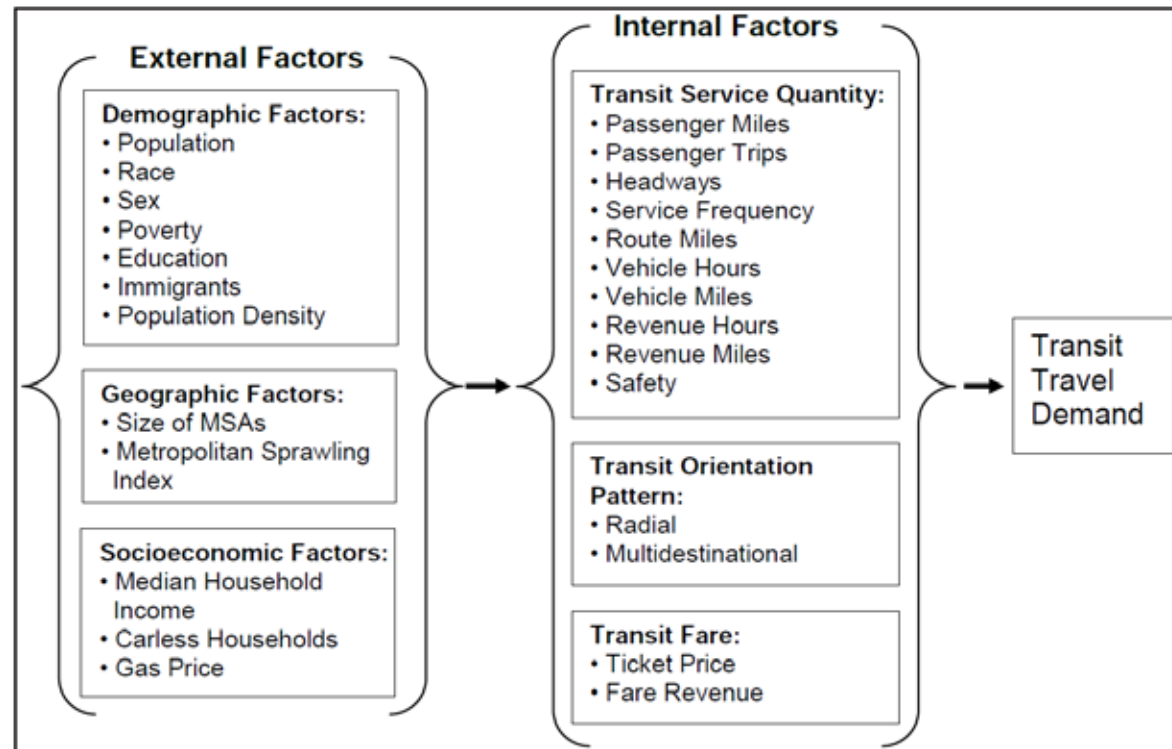 External Factors
Demographic Factors:
• Population
• Race
• Sex
• Poverty
• Education
• Immigrants
• Population Density
Geographic Factors:
• Size of MSAs
• Metropolitan Sprawling
Index
Socioeconomic Factors:
• Median Household
Income
• Carless Households
• Gas Price
Internal Factors
Transit Service Quantity:
• Passenger Miles
• Passenger Trips
• Headways
• Service Frequency
• Route Miles
• Vehicle Hours
• Vehicle Miles
• Revenue Hours
• Revenue Miles
• Safety
Transit Orientation
Pattern:
• Radial
• Multidestinational
Transit Fare:
• Ticket Price
• Fare Revenue
Transit
Travel
Demand